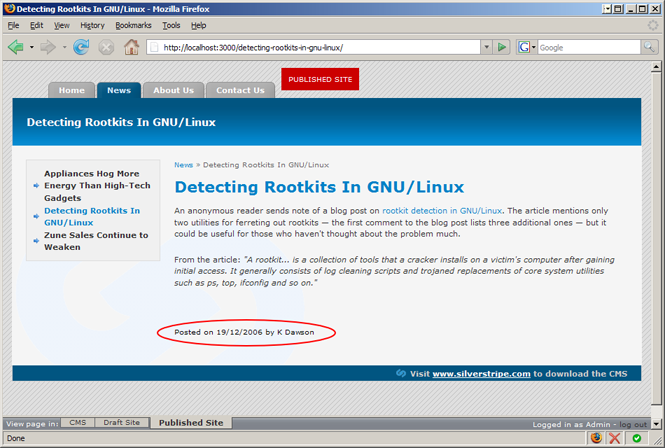 Detecting Rootkits In GNU/Linux - Mozilla Firefox
File Edit View History Bookmarks Tools Help
http://localhost:3000/detecting-rootkits-in-gnu-linux/
Google
PUBLISHED SITE
Home News About Us Contact Us
Detecting Rootkits In GNU/Linux
Appliances Hog More
Energy Than High-Tech
Gadgets
Detecting Rootkits In
GNU/Linux
Zune Sales Continue to
Weaken
News » Detecting Rootkits In GNU/Linux
Detecting Rootkits In GNU/Linux
An anonymous reader sends note of a blog post on rootkit detection in GNU/Linux. The article mentions only
two utilities for ferreting out rootkits — the first comment to the blog post lists three additional ones — but it
could be useful for those who haven't thought about the problem much.
From the article: "A rootkit... is a collection of tools that a cracker installs on a victim's computer after gaining
initial access. It generally consists of log cleaning scripts and trojaned replacements of core system utilities
such as ps, top, ifconfig and so on."
Posted on 19/12/2006 by K Dawson
Visit www.silverstripe.com to download the CMS
View page in: CMS Draft Site Published Site
Logged in as Admin - log out
Done